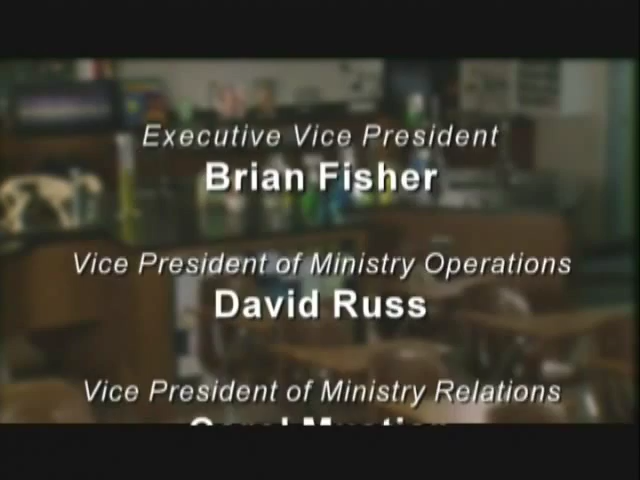 Executive Vice President
Brian Fisher
Vice President of Ministry Operations
David Russ
Vice President of Ministry Relations